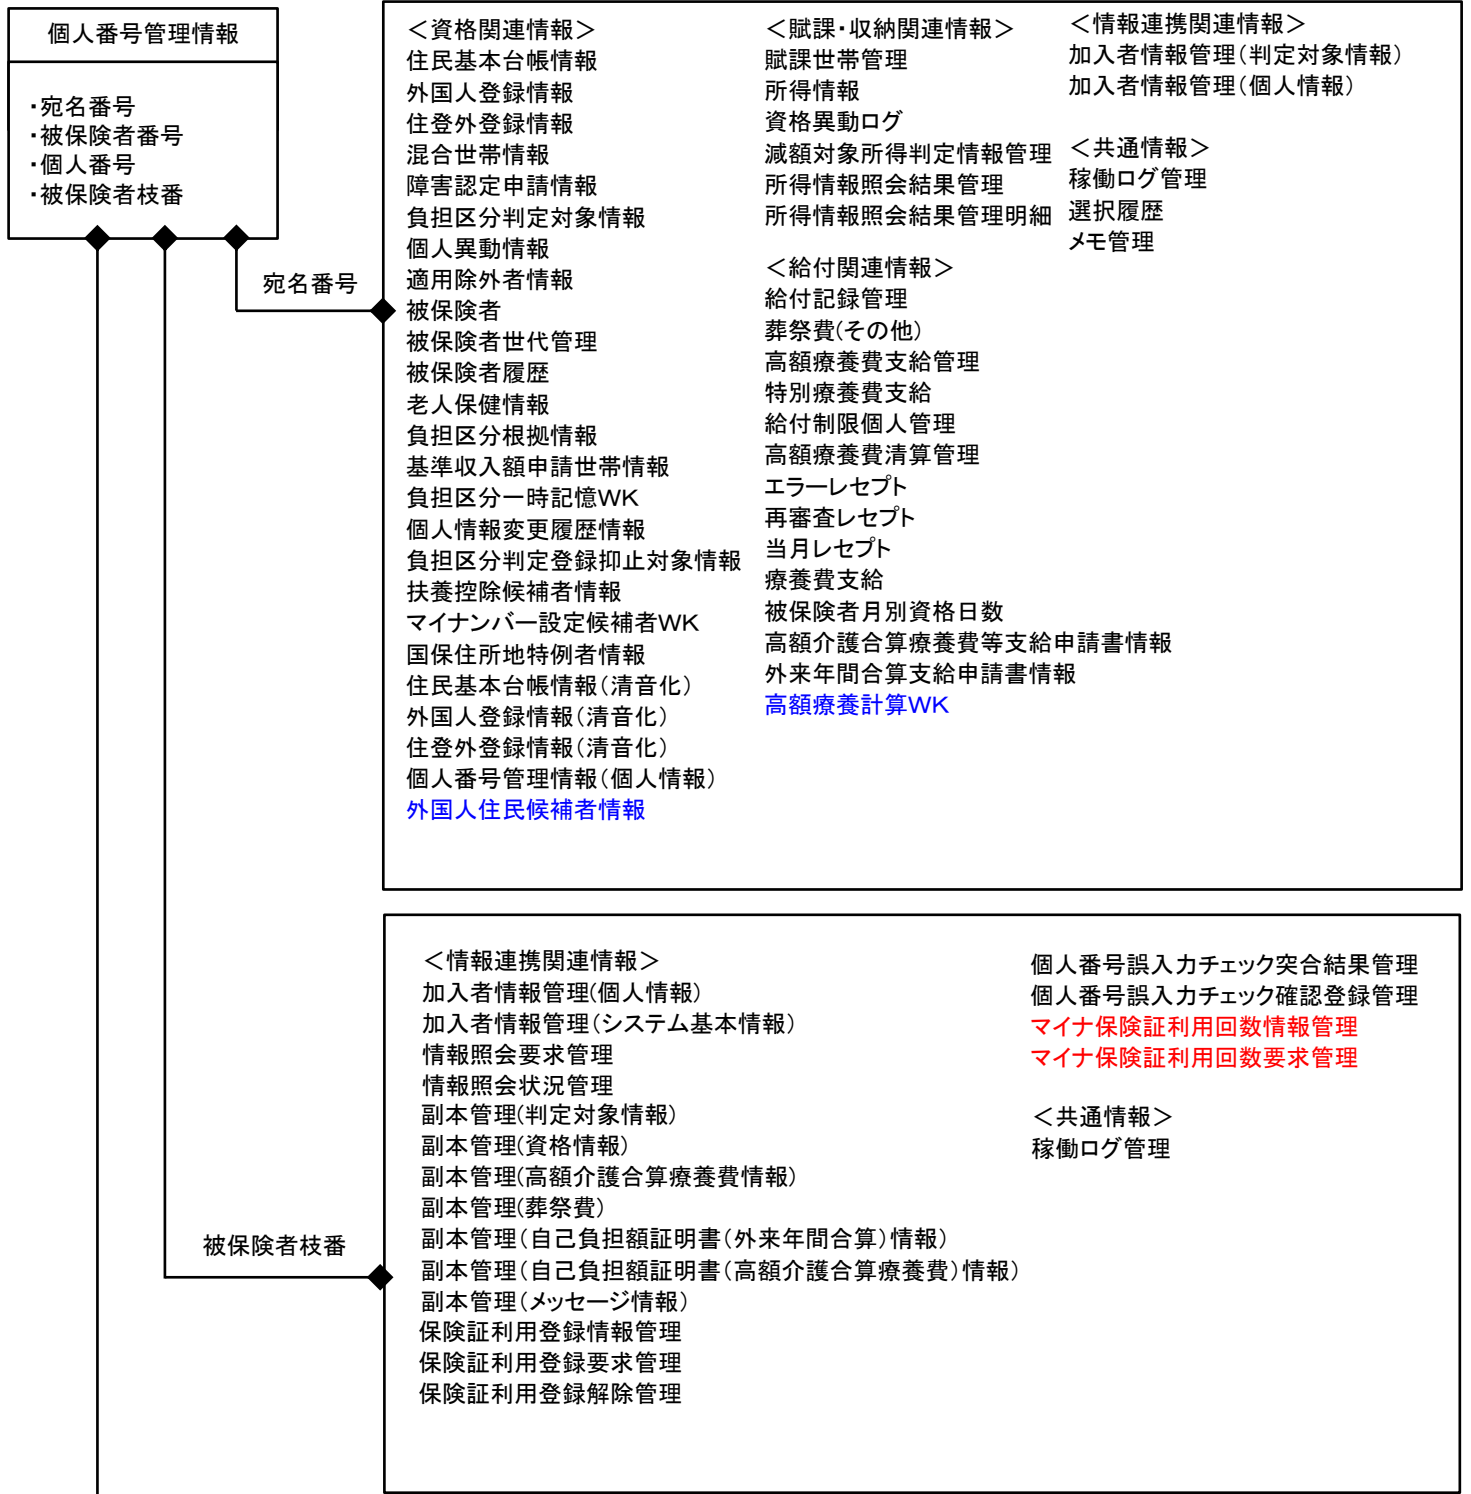 個人番号管理情報
・宛名番号
・被保険者番号
・個人番号
・被保険者枝番
宛名番号
＜資格関連情報＞
住民基本台帳情報
外国人登録情報
住登外登録情報
混合世帯情報
障害認定申請情報
負担区分判定対象情報
個人異動情報
適用除外者情報
被保険者
被保険者世代管理
被保険者履歴
老人保健情報
負担区分根拠情報
基準収入額申請世帯情報
負担区分一時記憶WK
個人情報変更履歴情報
負担区分判定登録抑止対象情報
扶養控除候補者情報
マイナンバー設定候補者WK
国保住所地特例者情報
住民基本台帳情報（清音化）
外国人登録情報（清音化）
住登外登録情報（清音化）
個人番号管理情報（個人情報）
外国人住民候補者情報
＜賦課・収納関連情報＞
賦課世帯管理
所得情報
資格異動ログ
減額対象所得判定情報管理
所得情報照会結果管理
所得情報照会結果管理明細
＜給付関連情報＞
給付記録管理
葬祭費(その他)
高額療養費支給管理
特別療養費支給
給付制限個人管理
高額療養費清算管理
エラーレセプト
再審査レセプト
当月レセプト
療養費支給
被保険者月別資格日数
高額介護合算療養費等支給申請書情報
外来年間合算支給申請書情報
高額療養計算WK
＜情報連携関連情報＞
加入者情報管理（判定対象情報）
加入者情報管理（個人情報）
＜共通情報＞
稼働ログ管理
選択履歴
メモ管理
被保険者枝番
＜情報連携関連情報＞
加入者情報管理(個人情報）
加入者情報管理（システム基本情報）
情報照会要求管理
情報照会状況管理
副本管理(判定対象情報）
副本管理(資格情報）
副本管理(高額介護合算療養費情報）
副本管理(葬祭費）
副本管理（自己負担額証明書（外来年間合算）情報）
副本管理（自己負担額証明書（高額介護合算療養費）情報）
副本管理（メッセージ情報）
保険証利用登録情報管理
保険証利用登録要求管理
保険証利用登録解除管理
個人番号誤入力チェック突合結果管理
個人番号誤入力チェック確認登録管理
マイナ保険証利用回数情報管理
マイナ保険証利用回数要求管理
＜共通情報＞
稼働ログ管理